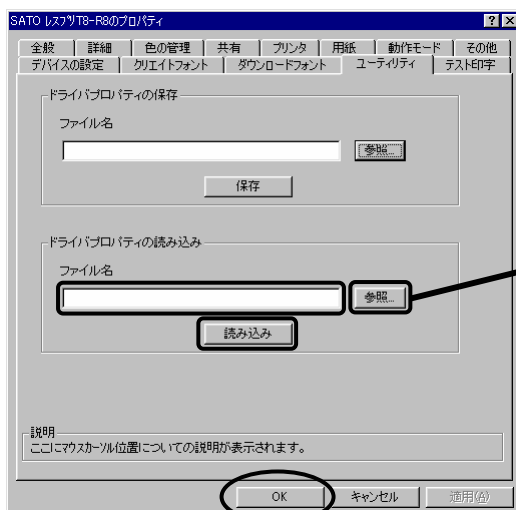 SATO ﾚｽﾌﾟﾘT8-R8のプロパティ
全般 詳細 色の管理 共有 プリンタ 用紙 動作モード その他
デバイスの設定 クリエイトフォント ダウンロードフォント ユーティリティ テスト印字
ドライバプロパティの保存
ファイル名
参照...
保存
ドライバプロパティの読み込み
ファイル名
参照...
読み込み
説明
ここにマウスカーソル位置についての説明が表示されます。
OK キャンセル 適用(A)